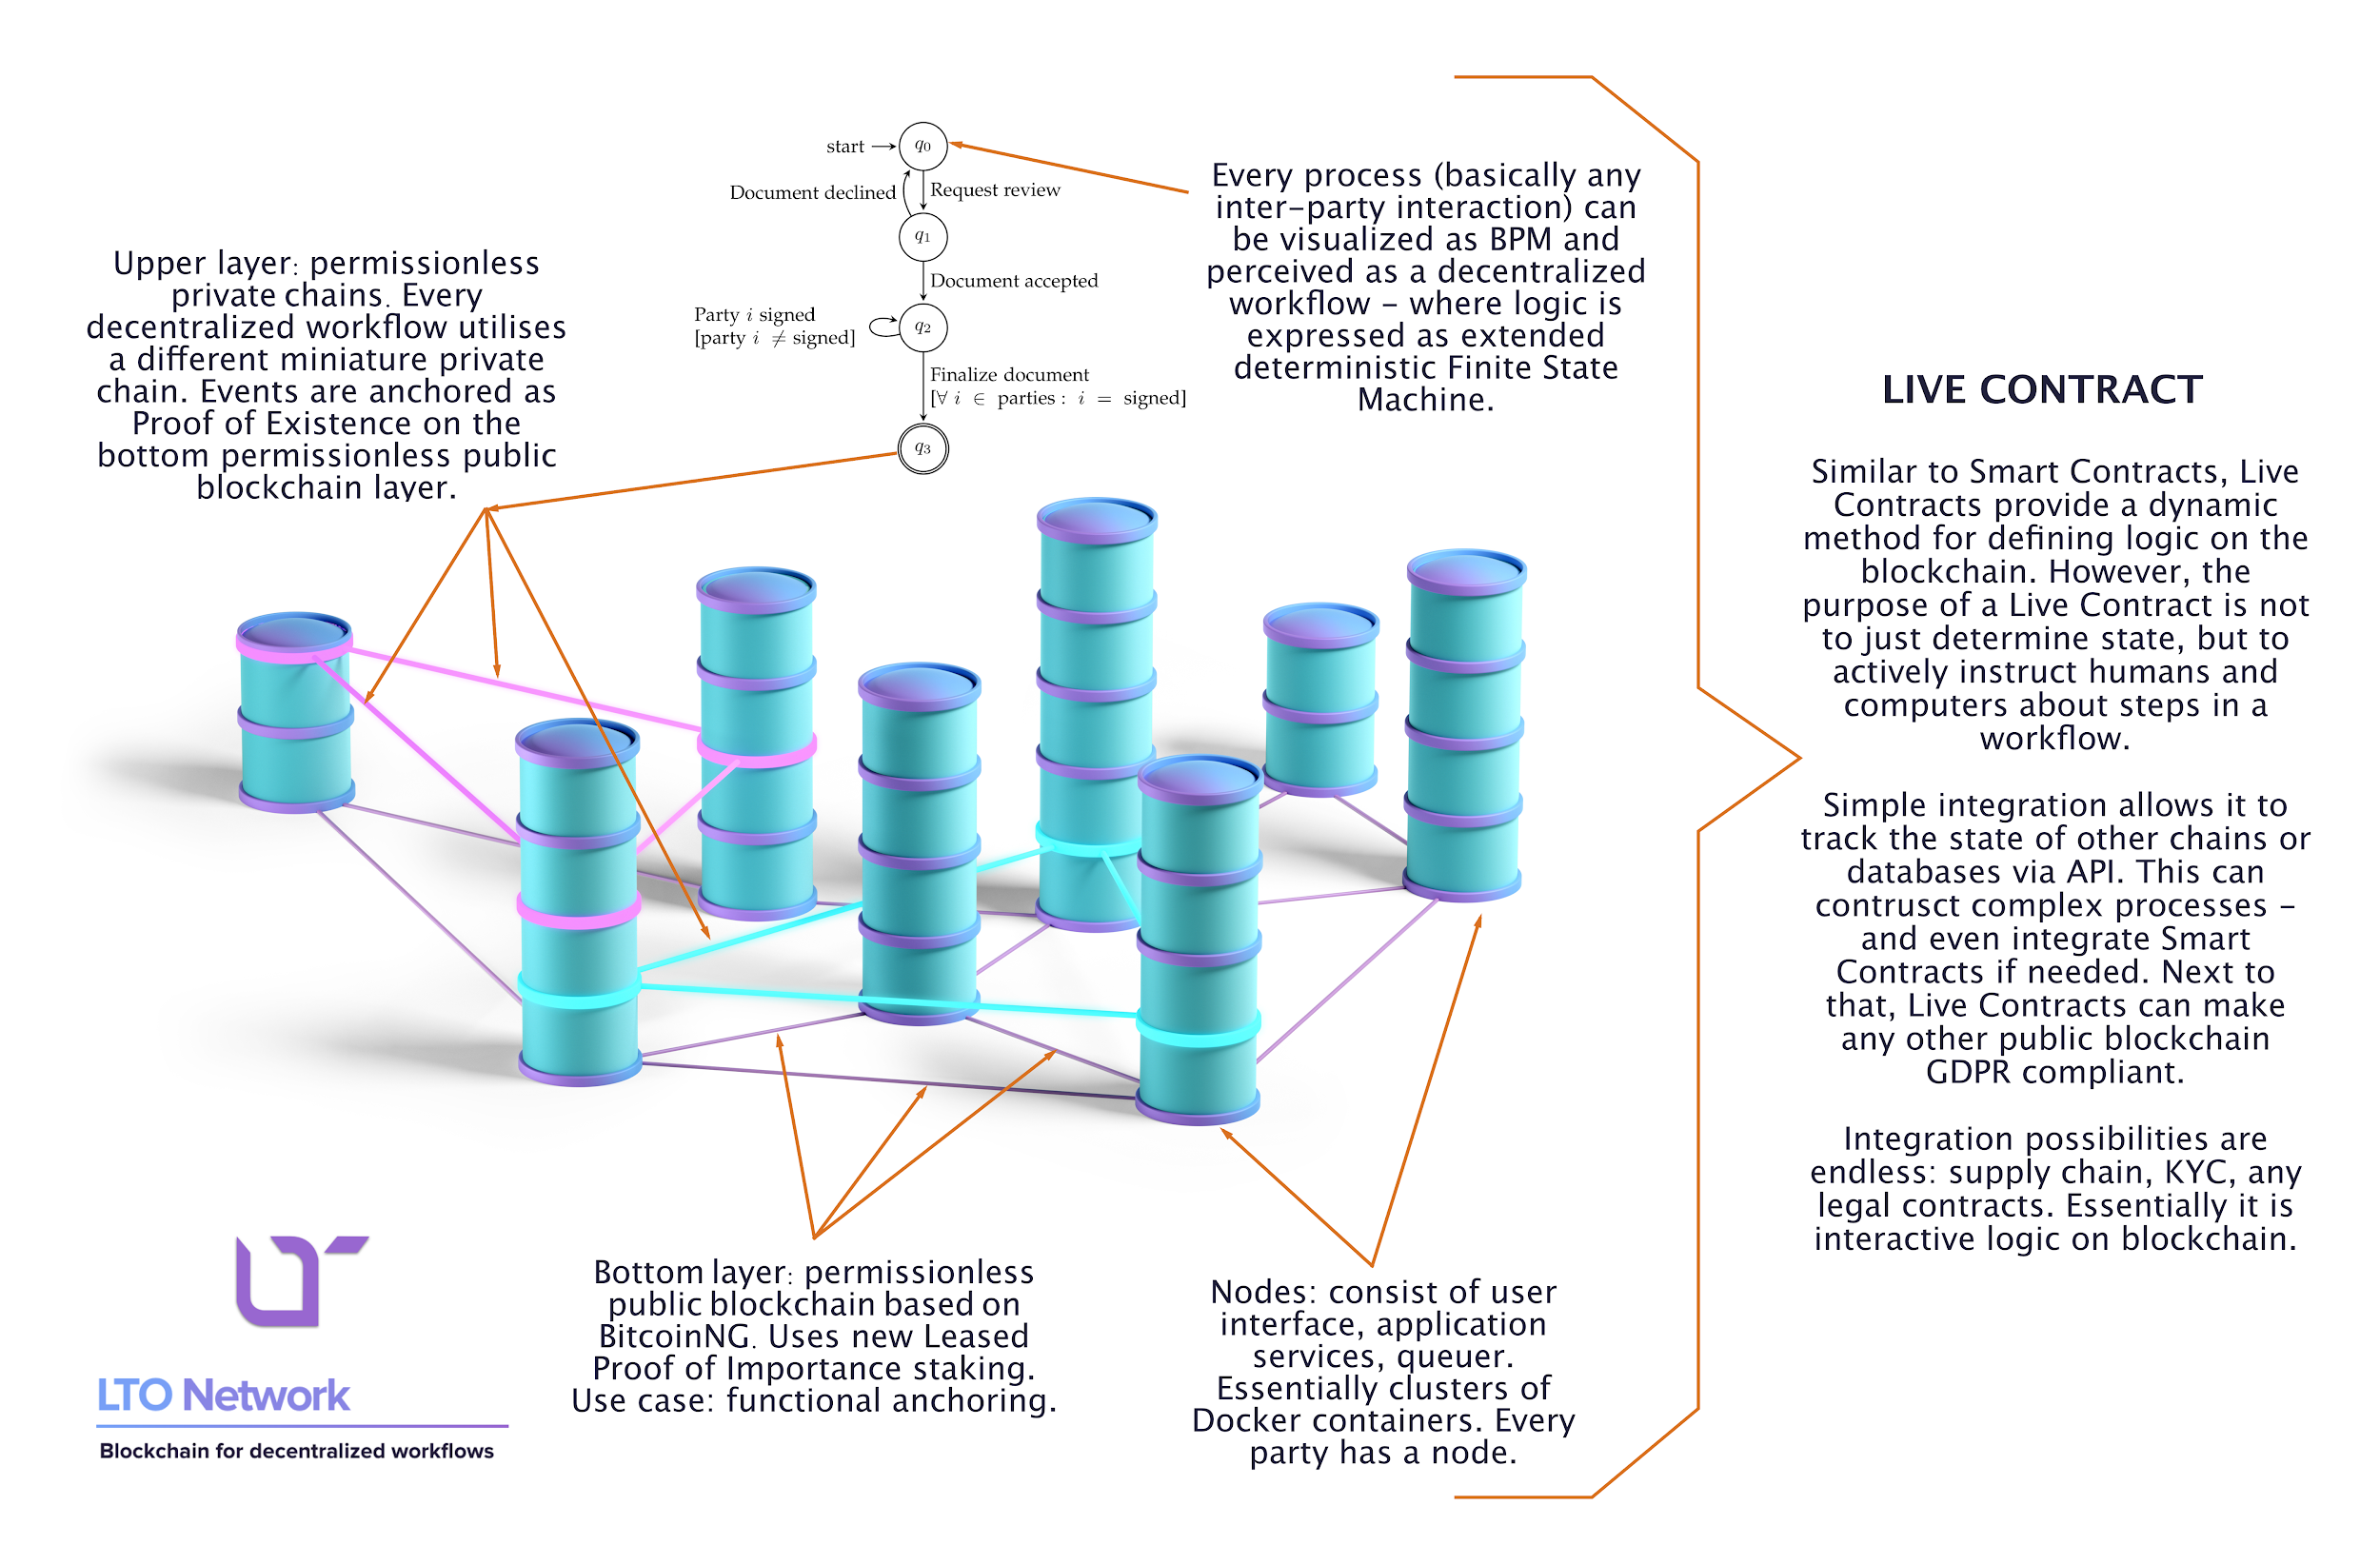 start
q0
Document declined
Request review
q1
Document accepted
Party i signed
[party i ≠ signed]
q2
Finalize document
[∀ i ∈ parties : i = signed]
q3
Every process (basically any
inter-party interaction) can
be visualized as BPM and
perceived as a decentralized
workflow - where logic is
expressed as extended
deterministic Finite State
Machine.
Upper layer: permissionless
private chains. Every
decentralized workflow utilises
a different miniature private
chain. Events are anchored as
Proof of Existence on the
bottom permissionless public
blockchain layer.
LIVE CONTRACT
Similar to Smart Contracts, Live
Contracts provide a dynamic
method for defining logic on the
blockchain. However, the
purpose of a Live Contract is not
to just determine state, but to
actively instruct humans and
computers about steps in a
workflow.
Simple integration allows it to
track the state of other chains or
databases via API. This can
contrusct complex processes -
and even integrate Smart
Contracts if needed. Next to
that, Live Contracts can make
any other public blockchain
GDPR compliant.
Integration possibilities are
endless: supply chain, KYC, any
legal contracts. Essentially it is
interactive logic on blockchain.
Bottom layer: permissionless
public blockchain based on
BitcoinNG. Uses new Leased
Proof of Importance staking.
Use case: functional anchoring.
Nodes: consist of user
interface, application
services, queuer.
Essentially clusters of
Docker containers. Every
party has a node.
LTO Network
Blockchain for decentralized workflows